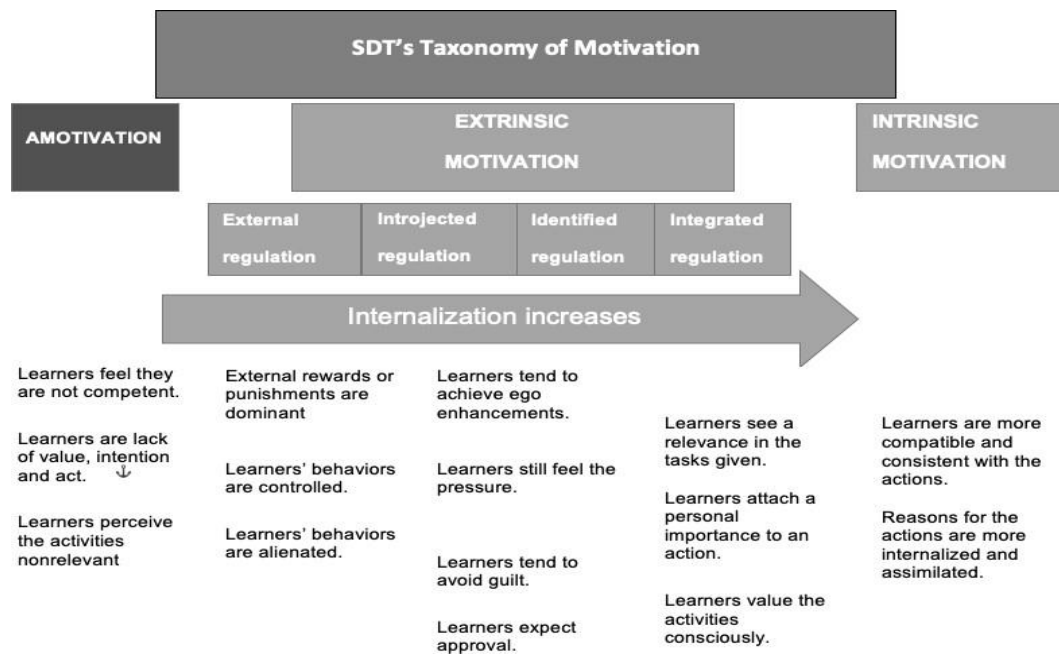 SDT's Taxonomy of Motivation
AMOTIVATION
EXTRINSIC
MOTIVATION
INTRINSIC
MOTIVATION
External
regulation
Introjected
regulation
Identified
regulation
Integrated
regulation
Internalization increases
Learners feel they
are not competent.
Learners are lack
of value, intention
and act.
Learners perceive
the activities
nonrelevant
External rewards or
punishments are
dominant
Learners' behaviors
are controlled.
Learners' behaviors
are alienated.
Learners tend to
achieve ego
enhancements.
Learners still feel the
pressure.
Learners tend to
avoid guilt.
Learners expect
approval.
Learners see a
relevance in the
tasks given.
Learners attach a
personal
importance to an
action.
Learners value the
activities
consciously.
Learners are more
compatible and
consistent with the
actions.
Reasons for the
actions are more
internalized and
assimilated.